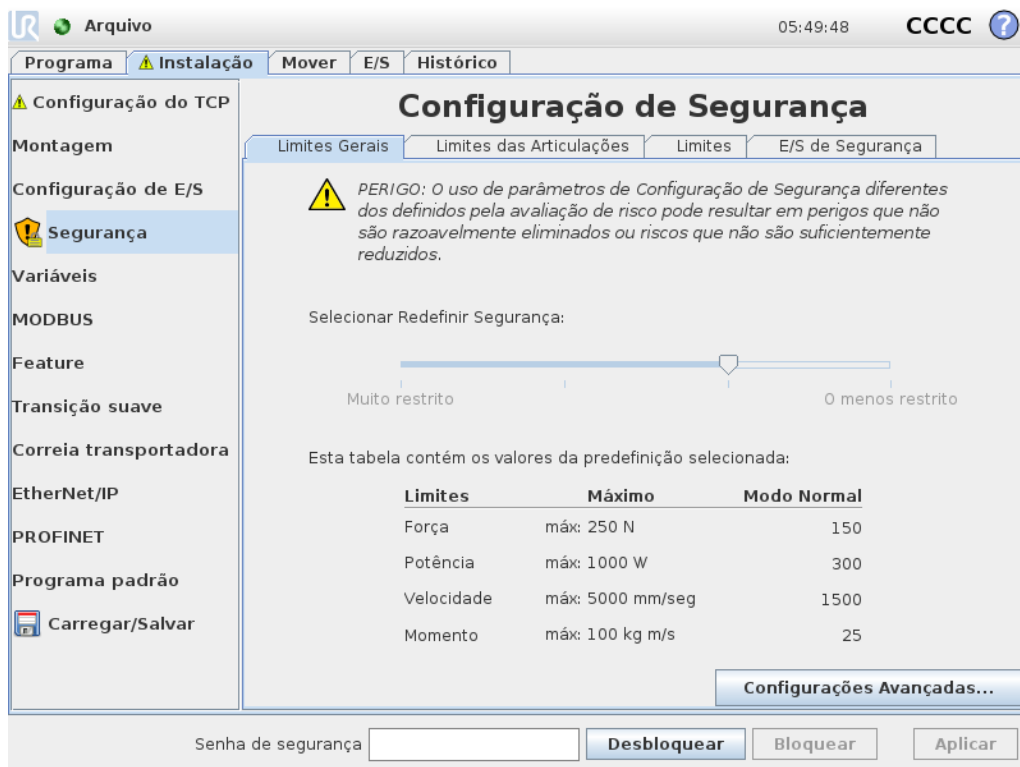 UR Arquivo 05:49:48 CCCC ?
Programa Instalação Mover E/S Histórico
Configuração do TCP
Montagem
Configuração de E/S
Segurança
Variáveis
MODBUS
Feature
Transição suave
Correia transportadora
EtherNet/IP
PROFINET
Programa padrão
Carregar/Salvar
Configuração de Segurança
Limites Gerais Limites das Articulações Limites E/S de Segurança
PERIGO: O uso de parâmetros de Configuração de Segurança diferentes
dos definidos pela avaliação de risco pode resultar em perigos que não
são razoavelmente eliminados ou riscos que não são suficientemente
reduzidos.
Selecionar Redefinir Segurança:
Muito restrito O menos restrito
Esta tabela contém os valores da predefinição selecionada:
Limites Máximo Modo Normal
Força máx: 250 N 150
Potência máx: 1000 W 300
Velocidade máx: 5000 mm/seg 1500
Momento máx: 100 kg m/s 25
Configurações Avançadas...
Senha de segurança Desbloquear Bloquear Aplicar